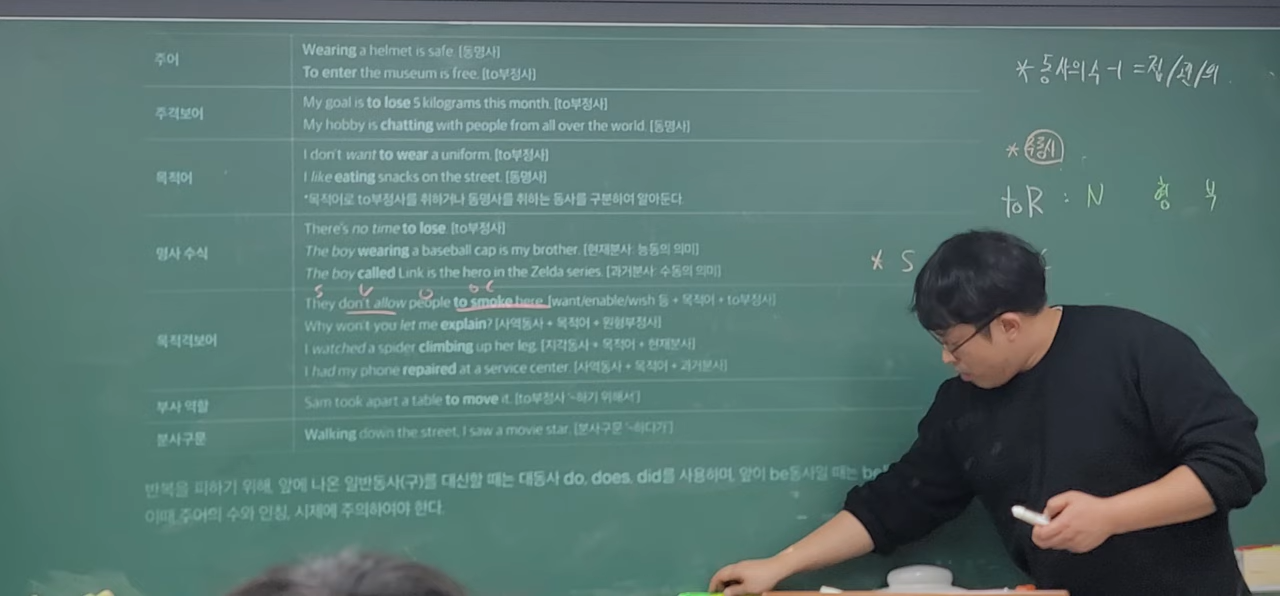 주어
Wearing a helmet is safe. [동명사]
To enter the museum is free. [to부정사]
주격보어
My goal is to lose 5 kilograms this month. [to부정사]
My hobby is chatting with people from all over the world. [동명사]
목적어
I don't want to wear a uniform. [to부정사]
I like eating snacks on the street. [동명사]
*목적어로 to부정사를 취하거나 동명사를 취하는 동사를 구분하여 알아둔다.
명사 수식
There's no time to lose. [to부정사]
The boy wearing a baseball cap is my brother. [현재분사: 능동의 의미]
The boy called Link is the hero in the Zelda series. [과거분사: 수동의 의미]
S V O O C
목적격보어
They don't allow people to smoke here. [want/enable/wish 등 + 목적어 + to부정사]
Why won't you let me explain? [사역동사 + 목적어 + 원형부정사]
I watched a spider climbing up her leg. [지각동사 + 목적어 + 현재분사]
I had my phone repaired at a service center. [사역동사 + 목적어 + 과거분사]
부사 역할
Sam took apart a table to move it. [to부정사 '~하기 위해서']
분사구문
Walking down the street, I saw a movie star. [분사구문 '~하다가']
반복을 피하기 위해, 앞에 나온 일반동사(구)를 대신할 때는 대동사 do, does, did를 사용하며, 앞이 be동사일 때는 be
이때 주어의 수와 인칭, 시제에 주의하여야 한다.
* 동사의 수 -1 = 접/관/의
* 준동사
to R : N 형 부
* S